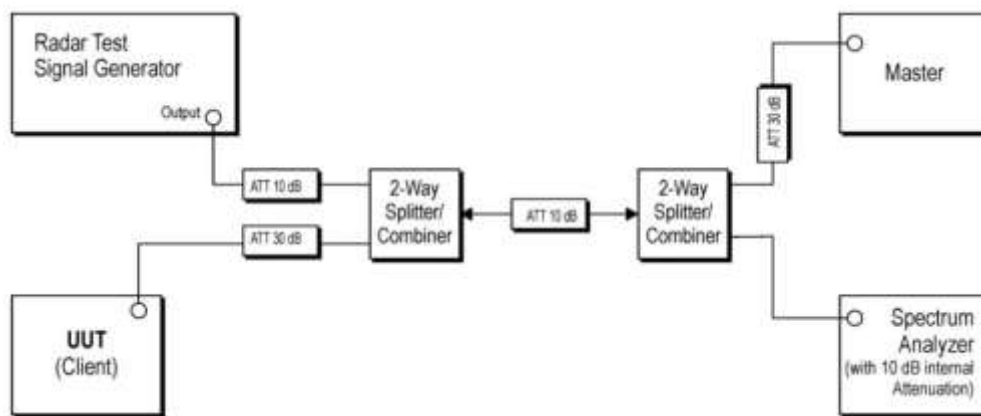 Radar Test
Signal Generator
Output
ATT 10 dB
2-Way
Splitter/
Combiner
ATT 30 dB
ATT 10 dB
2-Way
Splitter/
Combiner
ATT 30 dB
Master
UUT
(Client)
Spectrum
Analyzer
(with 10 dB internal
Attenuation)